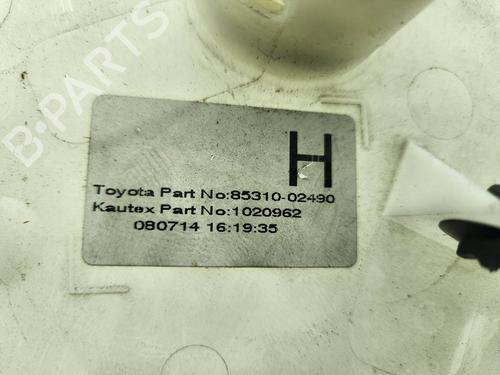 B-PARTS
H
Toyota Part No:85310-02490
Kautex Part No:1020962
080714 16:19:35